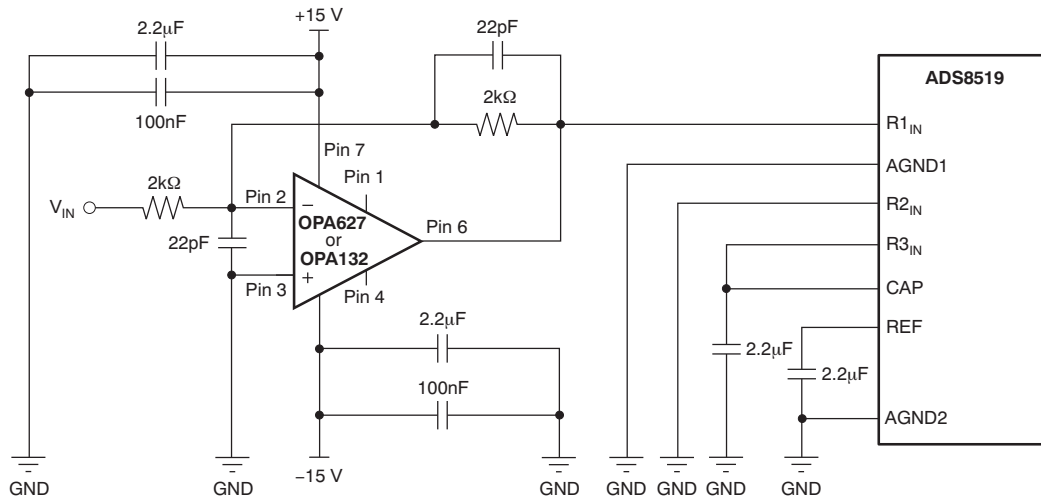 +15 V
2.2µF
22pF
ADS8519
100nF
2kΩ
R1IN
Pin 7
AGND1
Pin 1
2kΩ
Pin 2
R2IN
VIN
−
OPA627
Pin 6
or
22pF
OPA132
R3IN
+
Pin 3
Pin 4
CAP
2.2µF
REF
2.2µF
2.2µF
100nF
AGND2
GND
GND
−15 V
GND
GND
GND
GND
GND